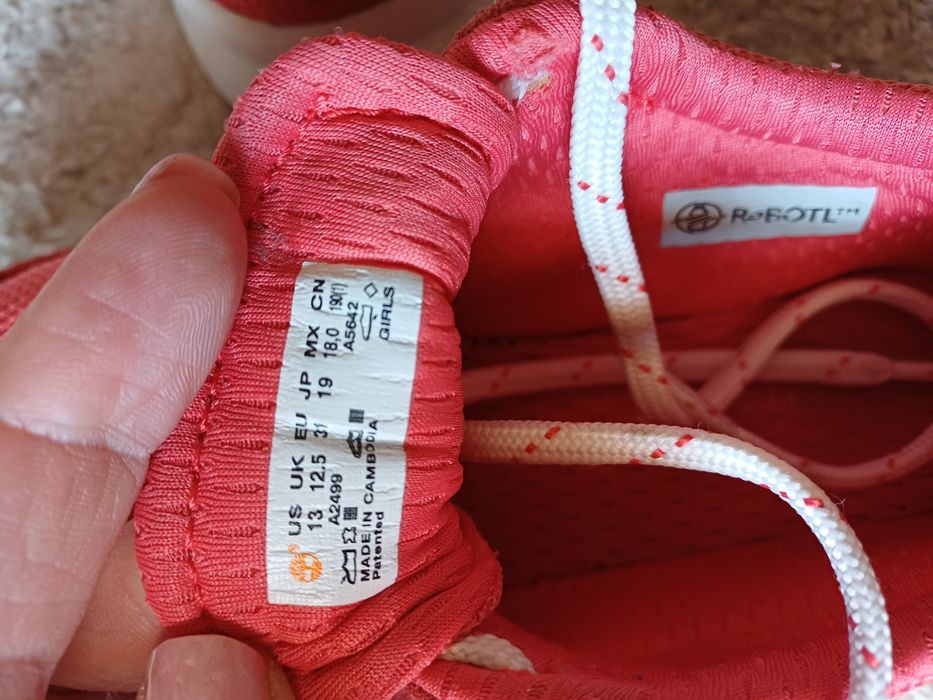 US UK EU JP MX CN
13 12.5 31 19 18.0 190(1)
A2499 A5642
MADE IN CAMBODIA GIRLS
Patented
ReBOTL™